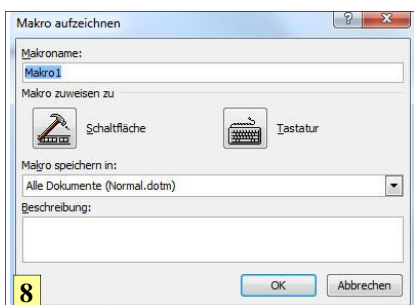 Makro aufzeichnen
Makroname:
Makro1
Makro zuweisen zu
Schaltfläche
Tastatur
Makro speichern in:
Alle Dokumente (Normal.dotm)
Beschreibung:
8
OK
Abbrechen